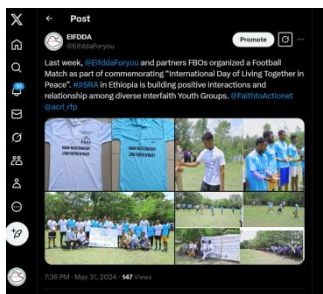 Post
EIFDDA
@EifddaForyou
Promote
Last week, @EifddaForyou and partners FBOs organized a Football
Match as part of commemorating "International Day of Living Together in
Peace". #JISRA in Ethiopia is building positive interactions and
relationship among diverse Interfaith Youth Groups. @FaithtoActionet
@acrl_rfp
7:36 PM · May 31, 2024 · 147 Views